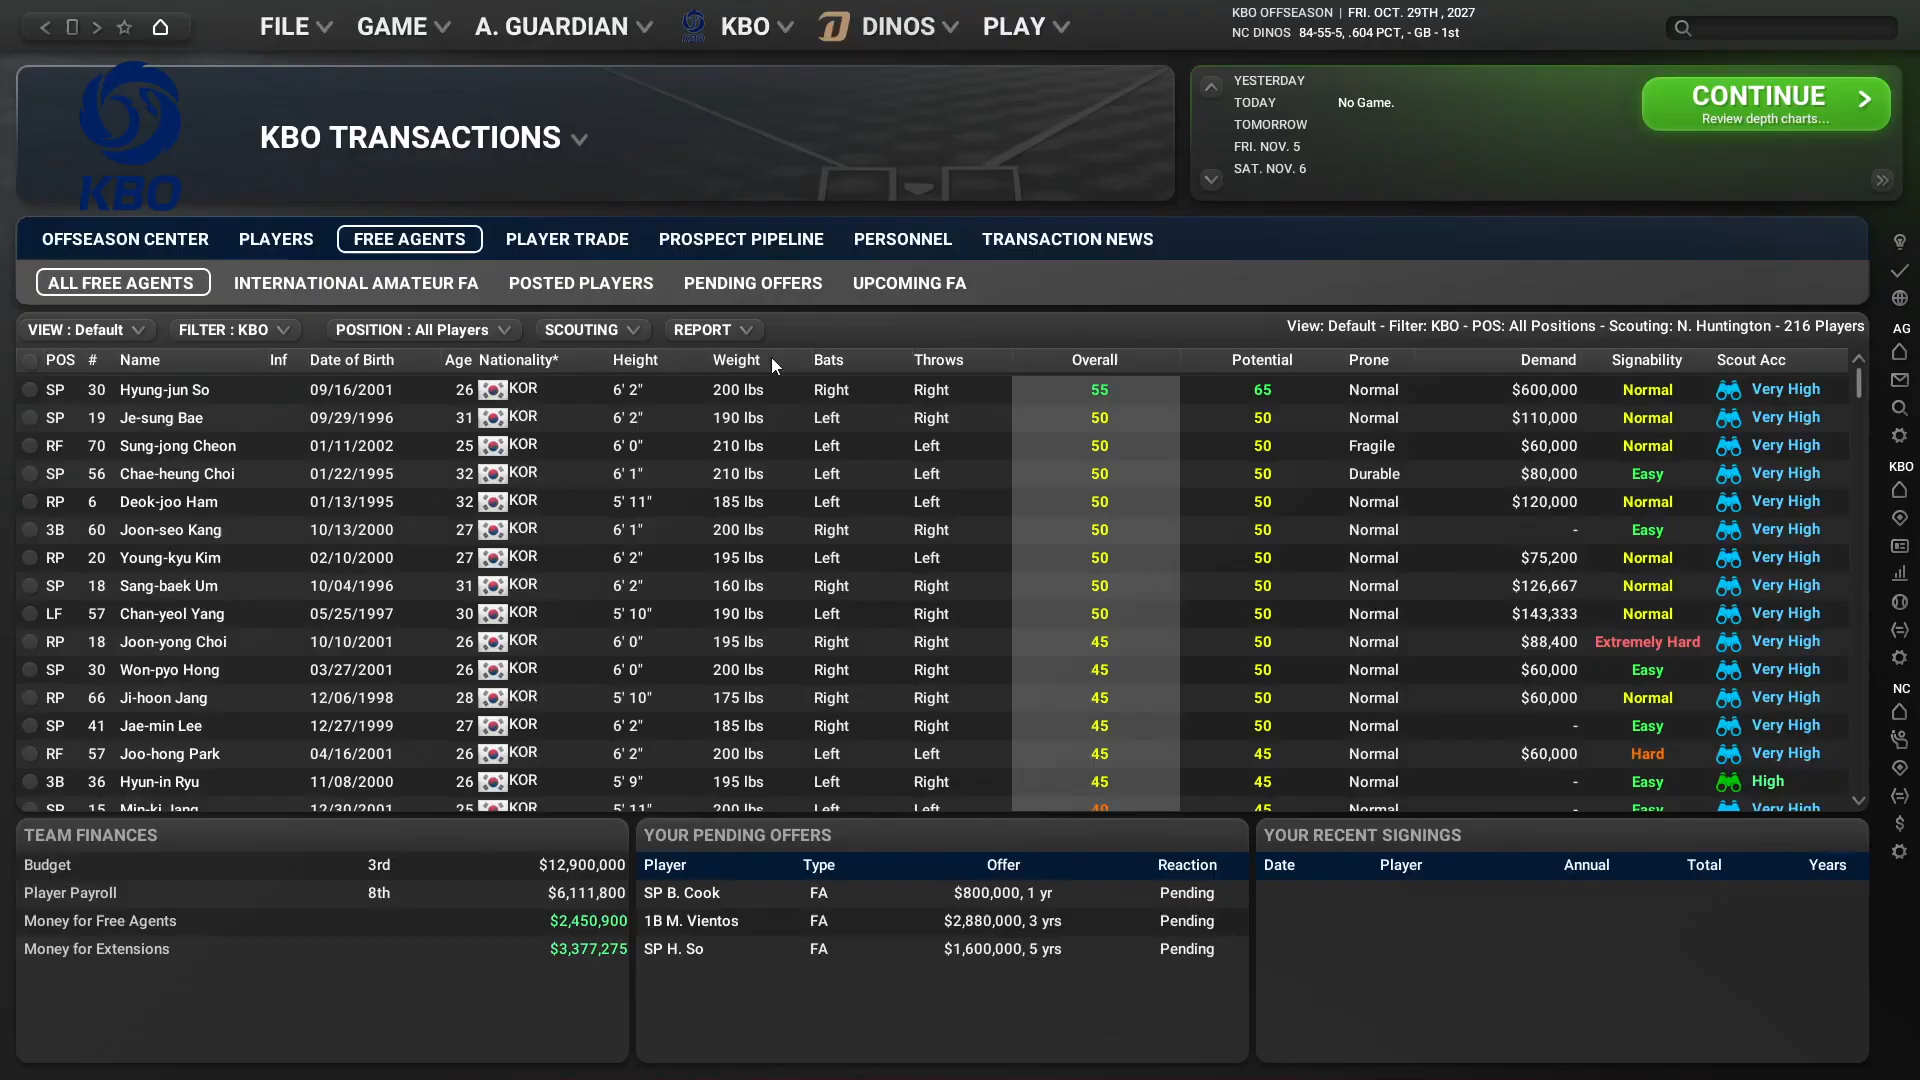 FILE GAME A. GUARDIAN KBO DINOS PLAY
KBO OFFSEASON | FRI. OCT. 29TH , 2027
NC DINOS 84-55-5, .604 PCT, - GB - 1st
KBO
KBO TRANSACTIONS
YESTERDAY
TODAY No Game.
TOMORROW
FRI. NOV. 5
SAT. NOV. 6
CONTINUE
Review depth charts...
OFFSEASON CENTER PLAYERS FREE AGENTS PLAYER TRADE PROSPECT PIPELINE PERSONNEL TRANSACTION NEWS
ALL FREE AGENTS INTERNATIONAL AMATEUR FA POSTED PLAYERS PENDING OFFERS UPCOMING FA
VIEW : Default FILTER : KBO POSITION : All Players SCOUTING REPORT View: Default - Filter: KBO - POS: All Positions - Scouting: N. Huntington - 216 Players
POS # Name Inf Date of Birth Age Nationality* Height Weight Bats Throws Overall Potential Prone Demand Signability Scout Acc
SP 30 Hyung-jun So 09/16/2001 26 KOR 6' 2" 200 lbs Right Right 55 65 Normal $600,000 Normal Very High
SP 19 Je-sung Bae 09/29/1996 31 KOR 6' 2" 190 lbs Left Right 50 50 Normal $110,000 Normal Very High
RF 70 Sung-jong Cheon 01/11/2002 25 KOR 6' 0" 210 lbs Left Left 50 50 Fragile $60,000 Normal Very High
SP 56 Chae-heung Choi 01/22/1995 32 KOR 6' 1" 210 lbs Left Left 50 50 Durable $80,000 Easy Very High
RP 6 Deok-joo Ham 01/13/1995 32 KOR 5' 11" 185 lbs Left Left 50 50 Normal $120,000 Normal Very High
3B 60 Joon-seo Kang 10/13/2000 27 KOR 6' 1" 200 lbs Right Right 50 50 Normal - Easy Very High
RP 20 Young-kyu Kim 02/10/2000 27 KOR 6' 2" 195 lbs Left Left 50 50 Normal $75,200 Normal Very High
SP 18 Sang-baek Um 10/04/1996 31 KOR 6' 2" 160 lbs Right Right 50 50 Normal $126,667 Normal Very High
LF 57 Chan-yeol Yang 05/25/1997 30 KOR 5' 10" 190 lbs Left Right 50 50 Normal $143,333 Normal Very High
RP 18 Joon-yong Choi 10/10/2001 26 KOR 6' 0" 195 lbs Right Right 45 50 Normal $88,400 Extremely Hard Very High
SP 30 Won-pyo Hong 03/27/2001 26 KOR 6' 0" 200 lbs Right Right 45 50 Normal $60,000 Easy Very High
RP 66 Ji-hoon Jang 12/06/1998 28 KOR 5' 10" 175 lbs Right Right 45 50 Normal $60,000 Normal Very High
SP 41 Jae-min Lee 12/27/1999 27 KOR 6' 2" 185 lbs Right Right 45 50 Normal - Easy Very High
RF 57 Joo-hong Park 04/16/2001 26 KOR 6' 2" 200 lbs Left Left 45 45 Normal $60,000 Hard Very High
3B 36 Hyun-in Ryu 11/08/2000 26 KOR 5' 9" 195 lbs Left Right 45 45 Normal - Easy High
SP 15 Min-ki Jang 12/30/2001 25 KOR 5' 11" 200 lbs Left Left 40 45 Normal - Easy Very High
AG
KBO
NC
TEAM FINANCES
Budget 3rd $12,900,000
Player Payroll 8th $6,111,800
Money for Free Agents $2,450,900
Money for Extensions $3,377,275
YOUR PENDING OFFERS
Player Type Offer Reaction
SP B. Cook FA $800,000, 1 yr Pending
1B M. Vientos FA $2,880,000, 3 yrs Pending
SP H. So FA $1,600,000, 5 yrs Pending
YOUR RECENT SIGNINGS
Date Player Annual Total Years